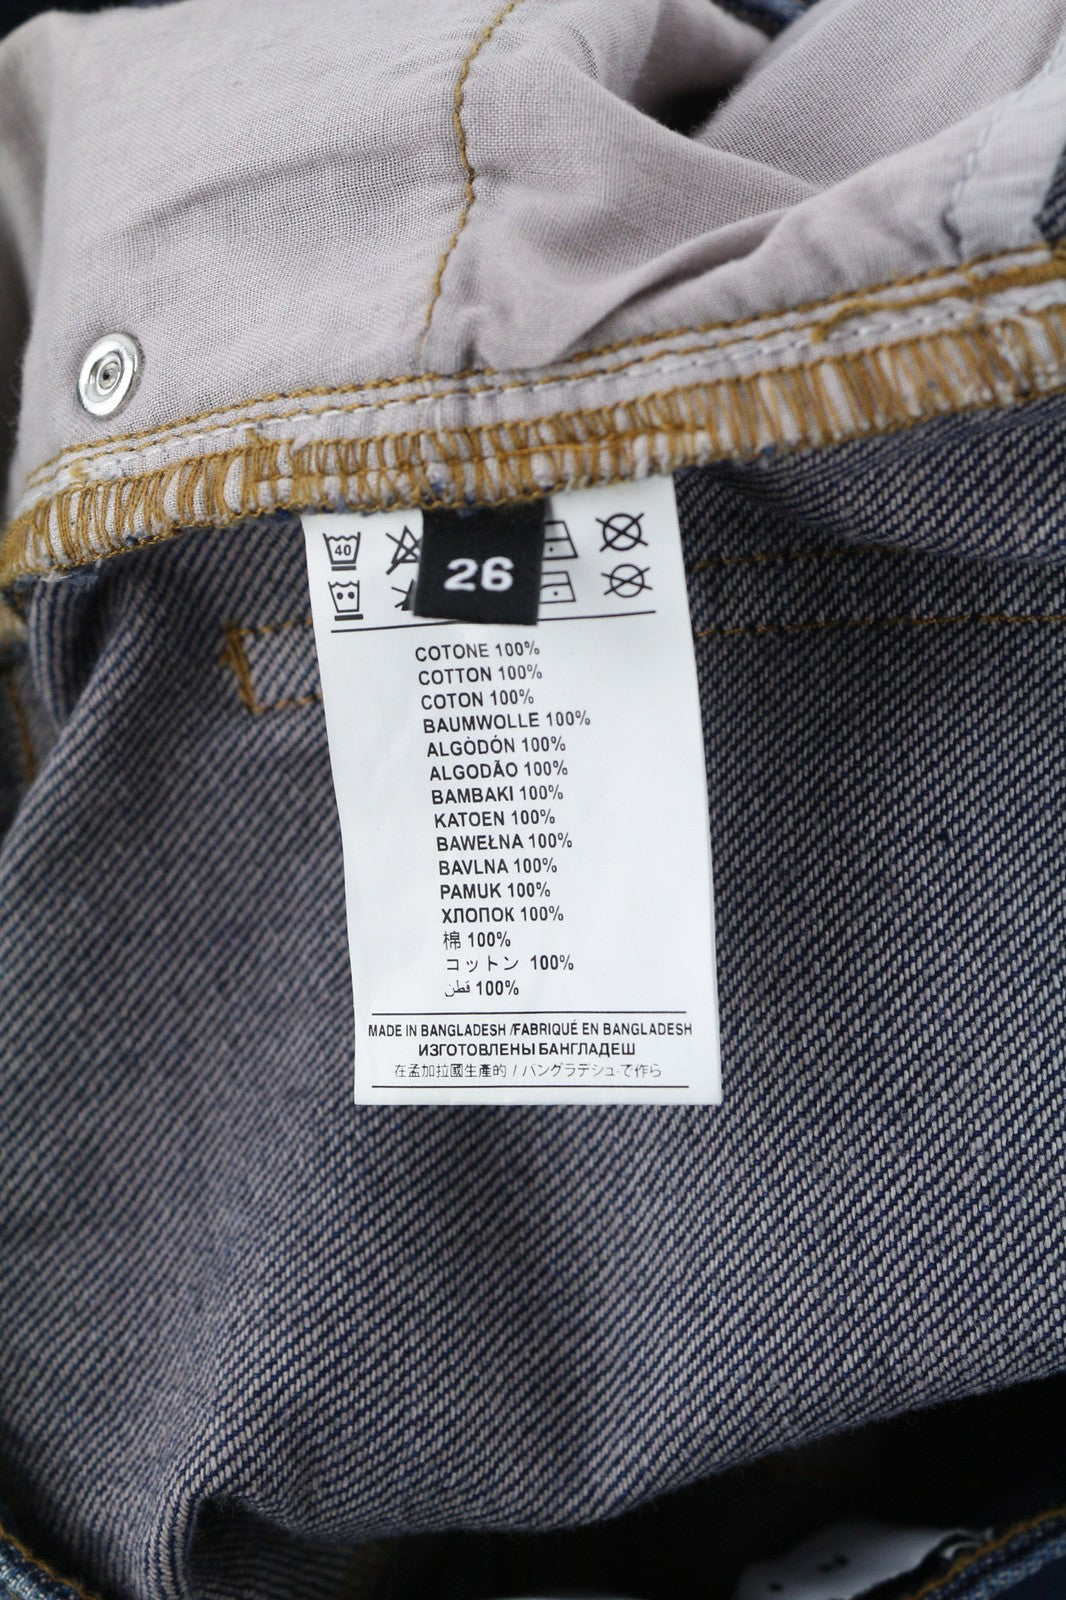 40
26
COTONE 100%
COTTON 100%
COTON 100%
BAUMWOLLE 100%
ALGÒDÓN 100%
ALGODÃO 100%
BAMBAKI 100%
KATOEN 100%
BAWEŁNA 100%
BAVLNA 100%
PAMUK 100%
ХЛОПОК 100%
棉 100%
コットン 100%
قطن 100%
MADE IN BANGLADESH /FABRIQUÉ EN BANGLADESH
ИЗГОТОВЛЕНЫ БАНГЛАДЕШ
在孟加拉國生產的 / バングラデシュで作ら